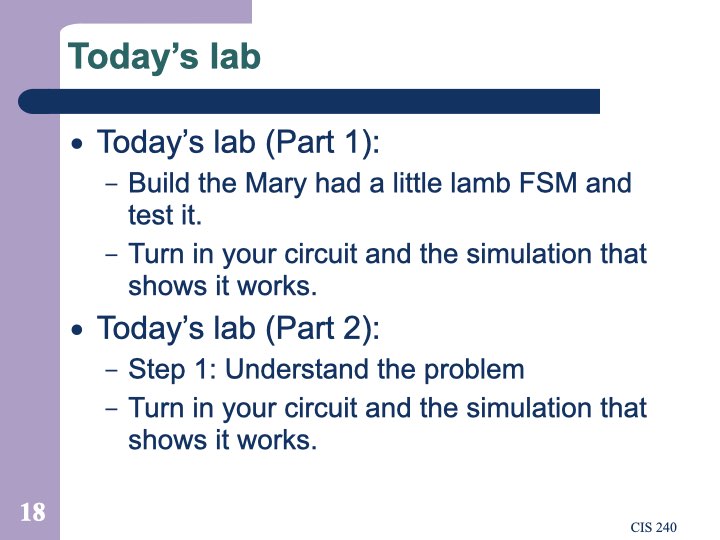 Today’s lab
• Today’s lab (Part 1):
– Build the Mary had a little lamb FSM and
test it.
– Turn in your circuit and the simulation that
shows it works.
• Today’s lab (Part 2):
– Step 1: Understand the problem
– Turn in your circuit and the simulation that
shows it works.
18
CIS 240